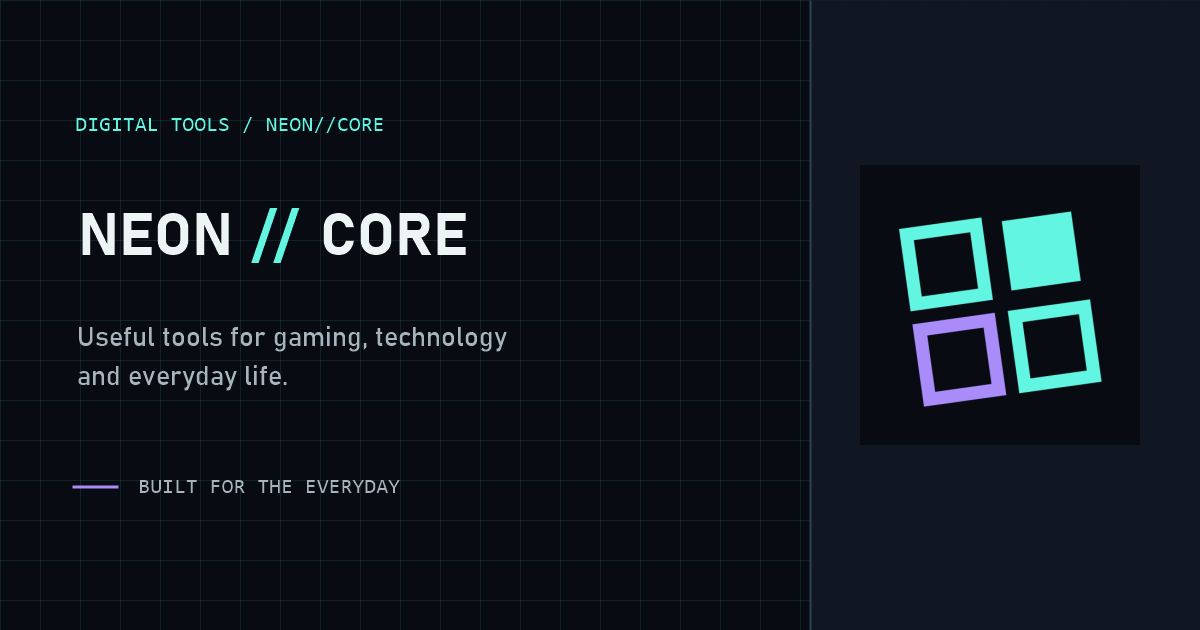 DIGITAL TOOLS / NEON//CORE
NEON // CORE
Useful tools for gaming, technology
and everyday life.
BUILT FOR THE EVERYDAY